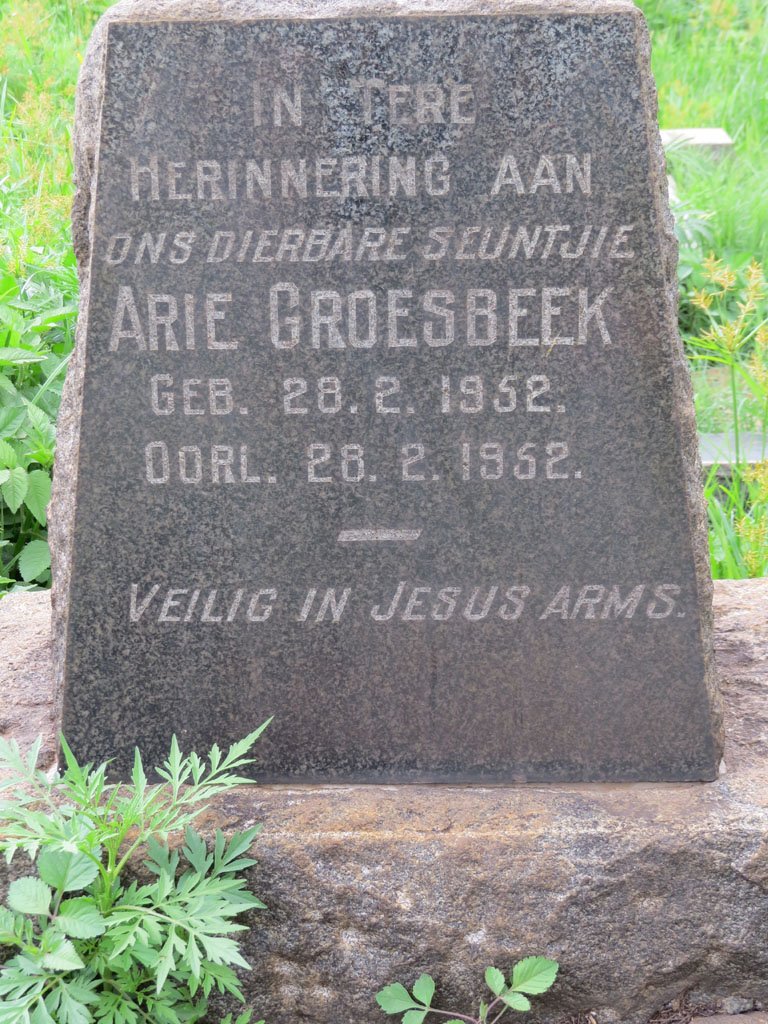 IN TERE
HERINNERING AAN
ONS DIERBARE SEUNTJIE
ARIE GROESBEEK
GEB. 28. 2. 1952.
OORL. 28. 2. 1952.
VEILIG IN JESUS ARMS.